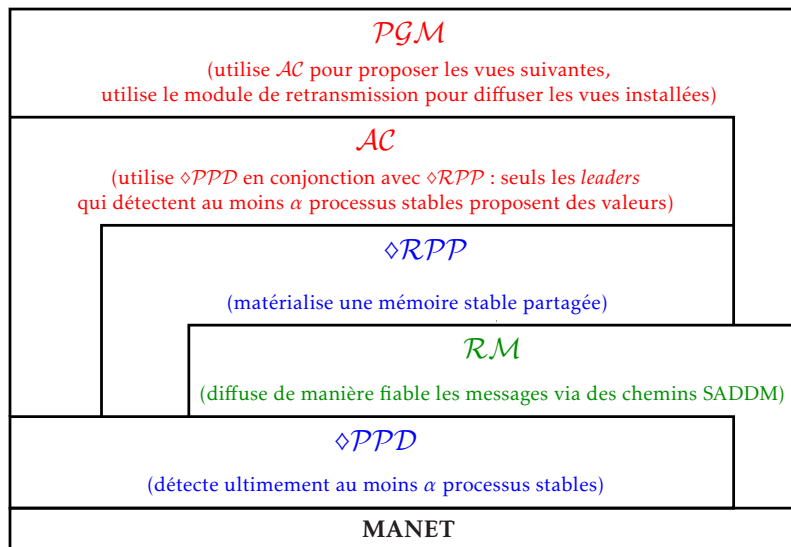 PGM
(utilise AC pour proposer les vues suivantes,
utilise le module de retransmission pour diffuser les vues installées)
AC
(utilise ◇PPD en conjonction avec ◇RPP : seuls les leaders
qui détectent au moins α processus stables proposent des valeurs)
◇RPP
(matérialise une mémoire stable partagée)
RM
(diffuse de manière fiable les messages via des chemins SADDM)
◇PPD
(détecte ultimement au moins α processus stables)
MANET